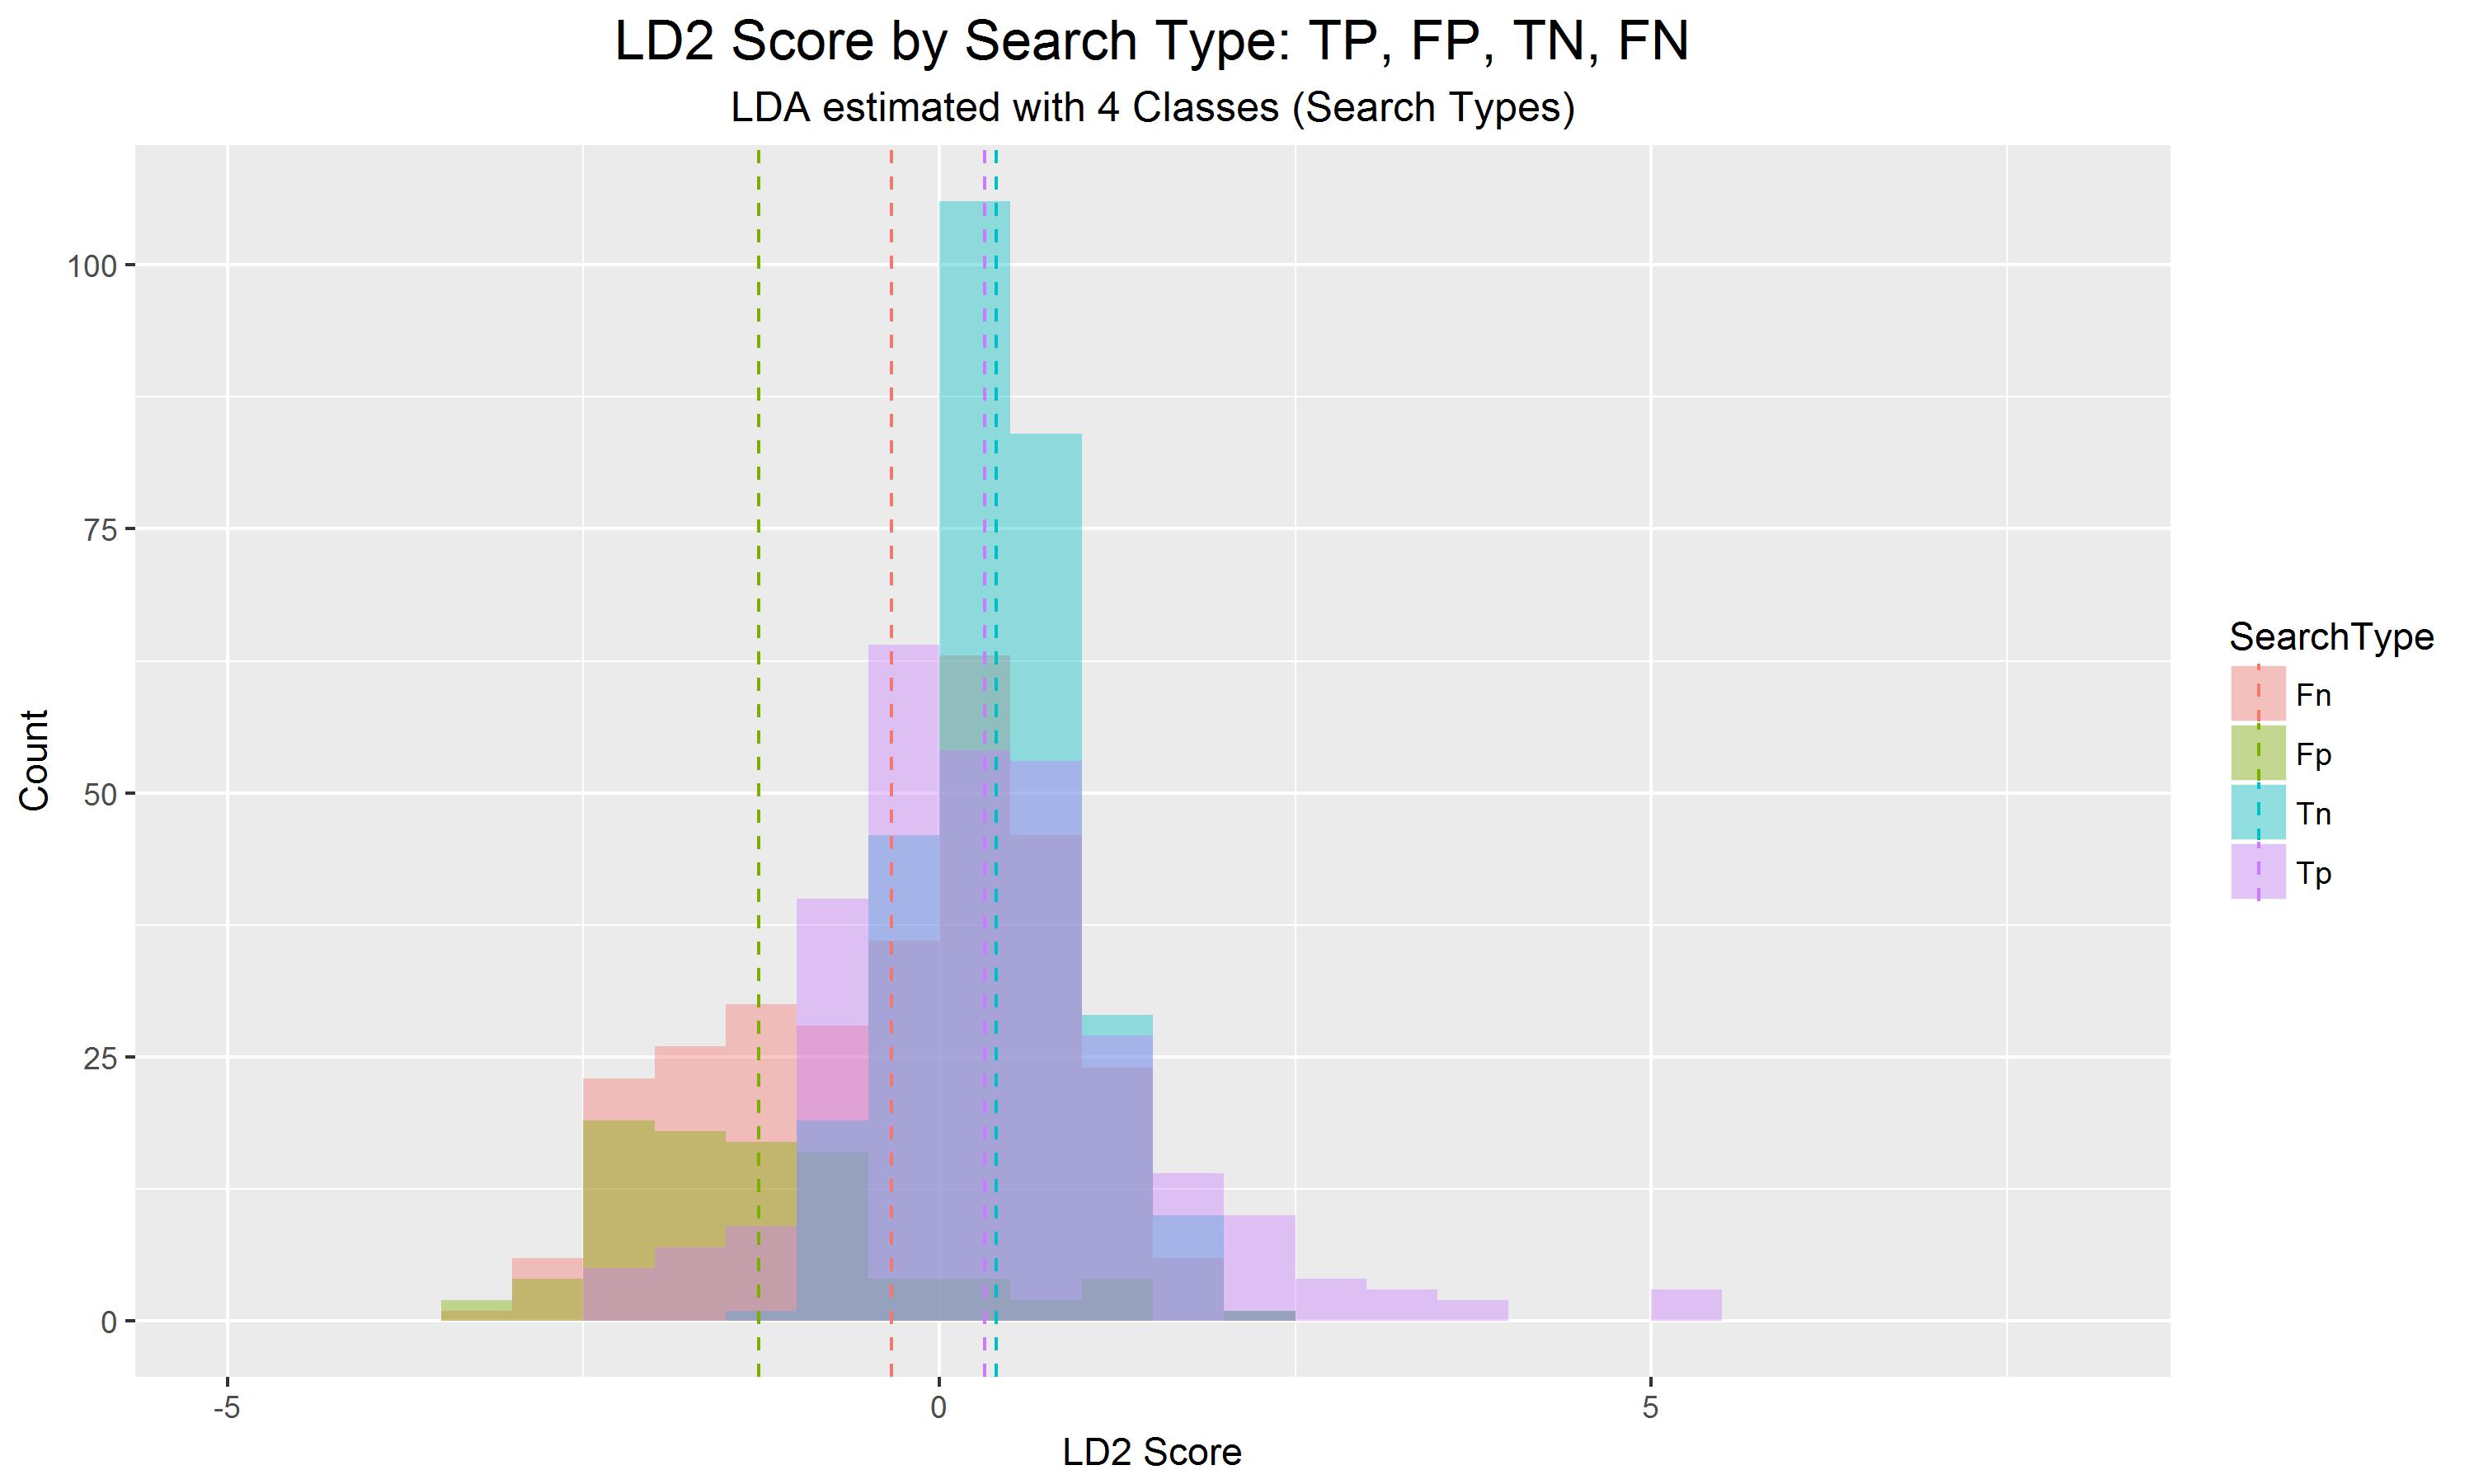 LD2 Score by Search Type: TP, FP, TN, FN
LDA estimated with 4 Classes (Search Types)
100
75
50
25
0
Count
-5
0
5
LD2 Score
SearchType
Fn
Fp
Tn
Tp